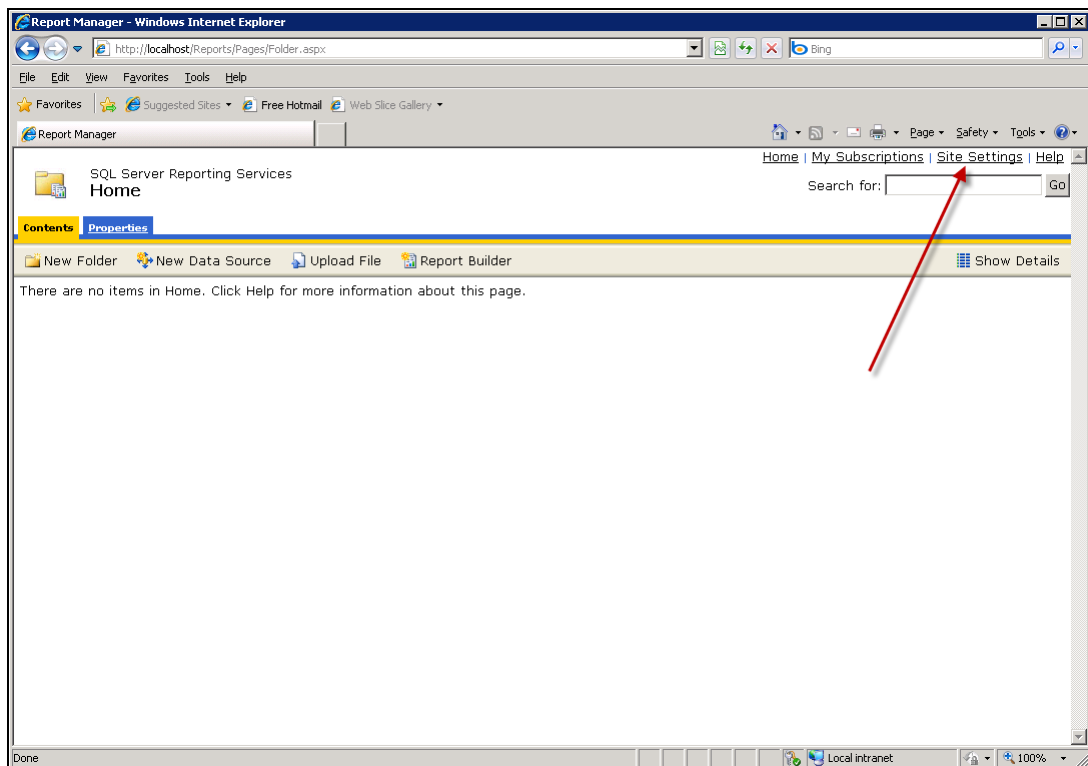 Report Manager - Windows Internet Explorer
http://localhost/Reports/Pages/Folder.aspx
Bing
File Edit View Favorites Tools Help
Favorites Suggested Sites Free Hotmail Web Slice Gallery
Report Manager Page Safety Tools
Home | My Subscriptions | Site Settings | Help
SQL Server Reporting Services
Home
Search for: Go
Contents Properties
New Folder New Data Source Upload File Report Builder Show Details
There are no items in Home. Click Help for more information about this page.
Done Local intranet 100%